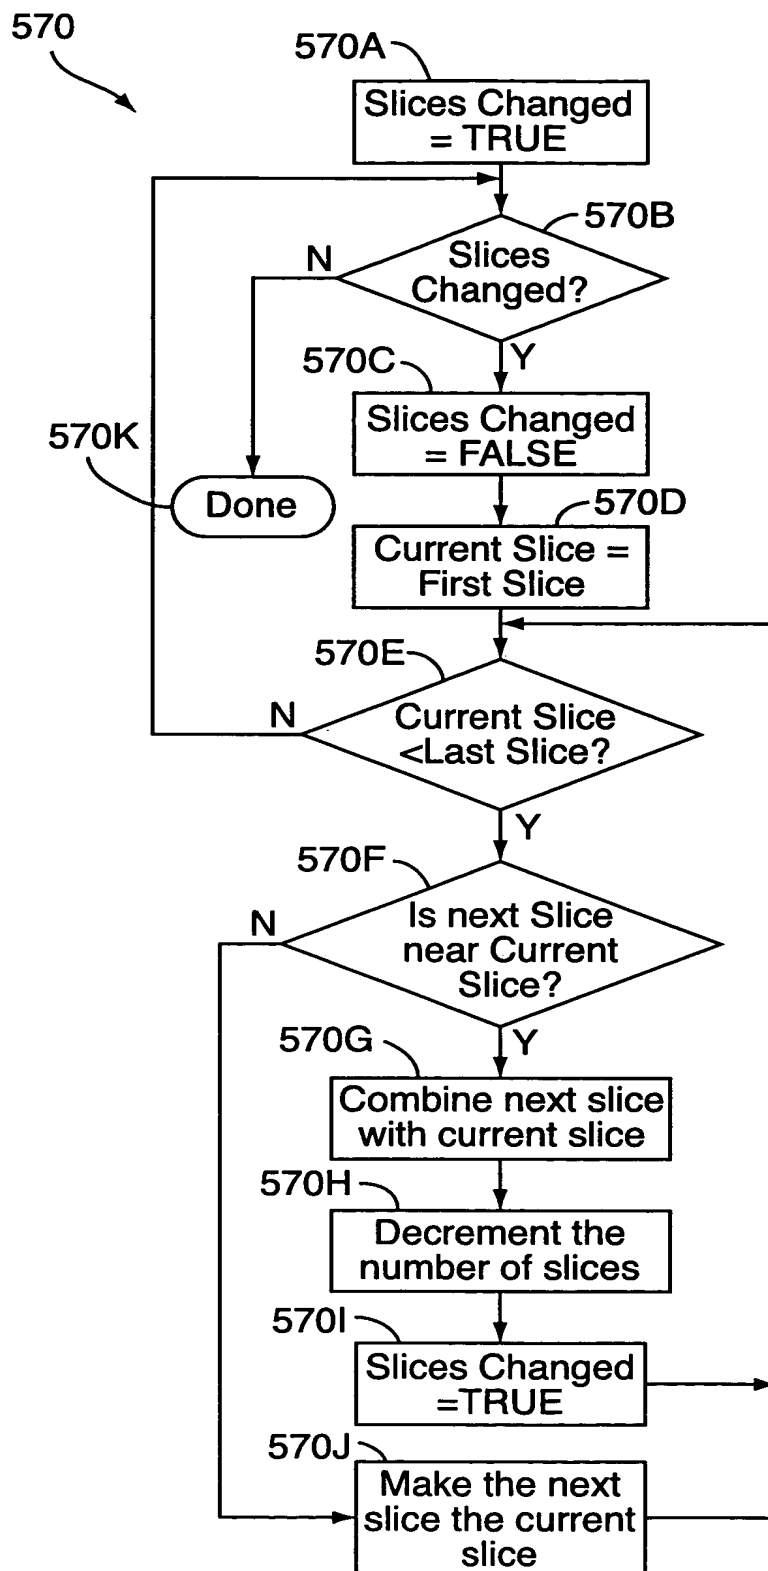 570
570A
Slices Changed
= TRUE
570B
N
Slices
Changed?
Y
570C
Slices Changed
= FALSE
570K
Done
570D
Current Slice =
First Slice
570E
N
Current Slice
<Last Slice?
Y
570F
N
Is next Slice
near Current
Slice?
Y
570G
Combine next slice
with current slice
570H
Decrement the
number of slices
570I
Slices Changed
=TRUE
570J
Make the next
slice the current
slice